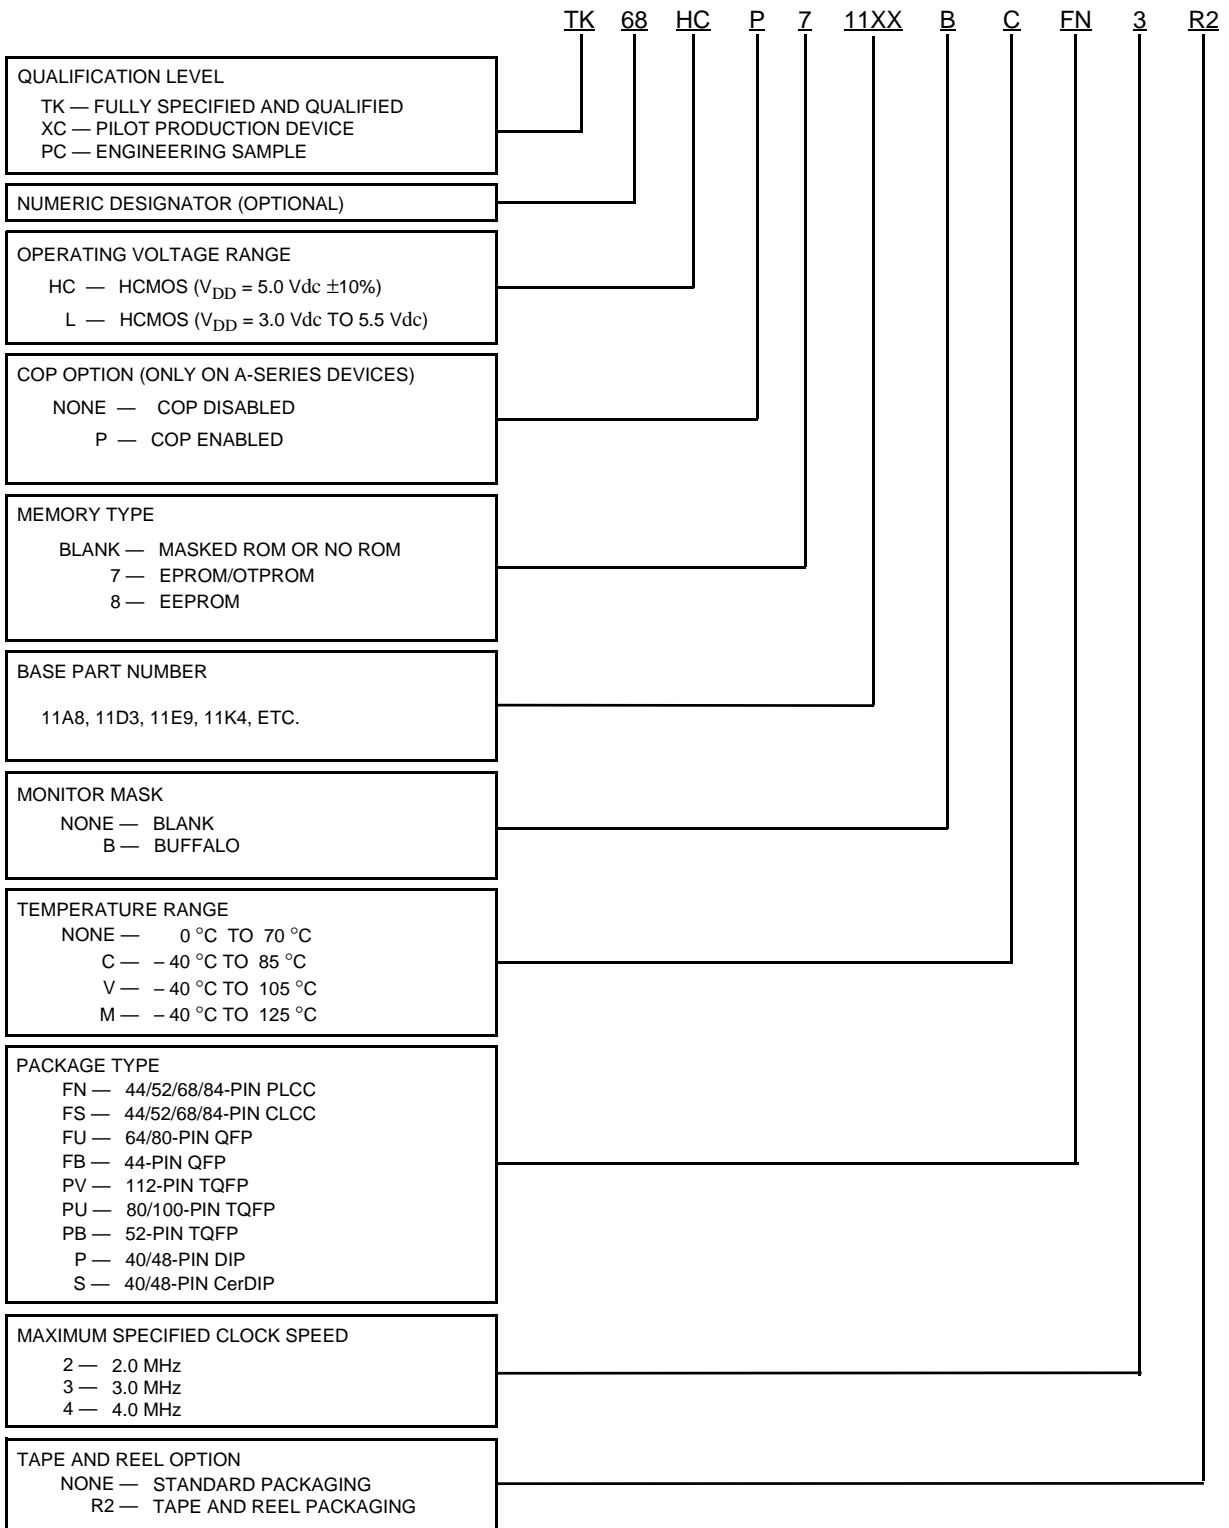 TK 68 HC P 7 11XX B C FN 3 R2
QUALIFICATION LEVEL
TK — FULLY SPECIFIED AND QUALIFIED
XC — PILOT PRODUCTION DEVICE
PC — ENGINEERING SAMPLE
NUMERIC DESIGNATOR (OPTIONAL)
OPERATING VOLTAGE RANGE
HC — HCMOS (VDD = 5.0 Vdc ±10%)
L — HCMOS (VDD = 3.0 Vdc TO 5.5 Vdc)
COP OPTION (ONLY ON A-SERIES DEVICES)
NONE — COP DISABLED
P — COP ENABLED
MEMORY TYPE
BLANK — MASKED ROM OR NO ROM
7 — EPROM/OTPROM
8 — EEPROM
BASE PART NUMBER
11A8, 11D3, 11E9, 11K4, ETC.
MONITOR MASK
NONE — BLANK
B — BUFFALO
TEMPERATURE RANGE
NONE — 0 °C TO 70 °C
C — – 40 °C TO 85 °C
V — – 40 °C TO 105 °C
M — – 40 °C TO 125 °C
PACKAGE TYPE
FN — 44/52/68/84-PIN PLCC
FS — 44/52/68/84-PIN CLCC
FU — 64/80-PIN QFP
FB — 44-PIN QFP
PV — 112-PIN TQFP
PU — 80/100-PIN TQFP
PB — 52-PIN TQFP
P — 40/48-PIN DIP
S — 40/48-PIN CerDIP
MAXIMUM SPECIFIED CLOCK SPEED
2 — 2.0 MHz
3 — 3.0 MHz
4 — 4.0 MHz
TAPE AND REEL OPTION
NONE — STANDARD PACKAGING
R2 — TAPE AND REEL PACKAGING